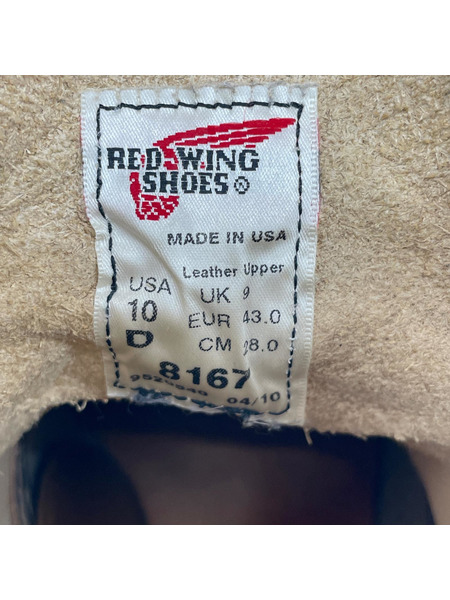 RED WING
SHOES®
MADE IN USA
Leather Upper
USA
10
D
UK 9
EUR 43.0
CM 28.0
8167
04/10